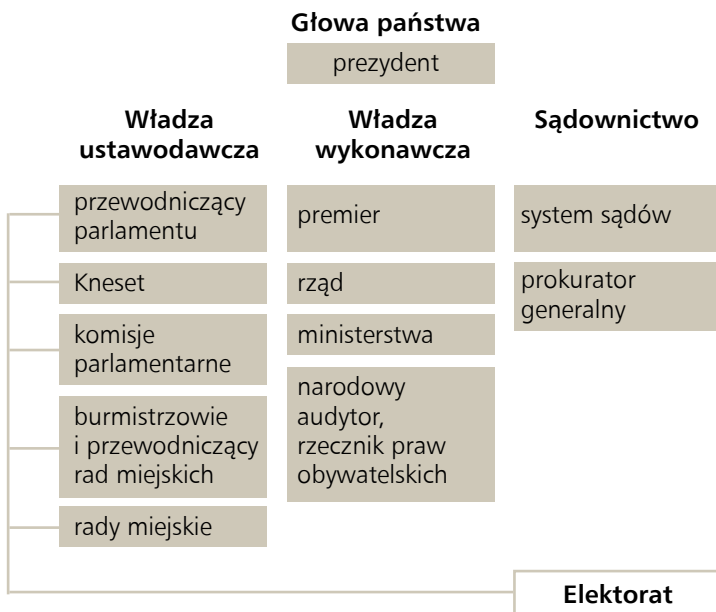 Głowa państwa
prezydent
Władza
ustawodawcza
przewodniczący
parlamentu
Kneset
komisje
parlamentarne
burmistrzowie
i przewodniczący
rad miejskich
rady miejskie
Władza
wykonawcza
premier
rząd
ministerstwa
narodowy
audytor,
rzecznik praw
obywatelskich
Sądownictwo
system sądów
prokurator
generalny
Elektorat